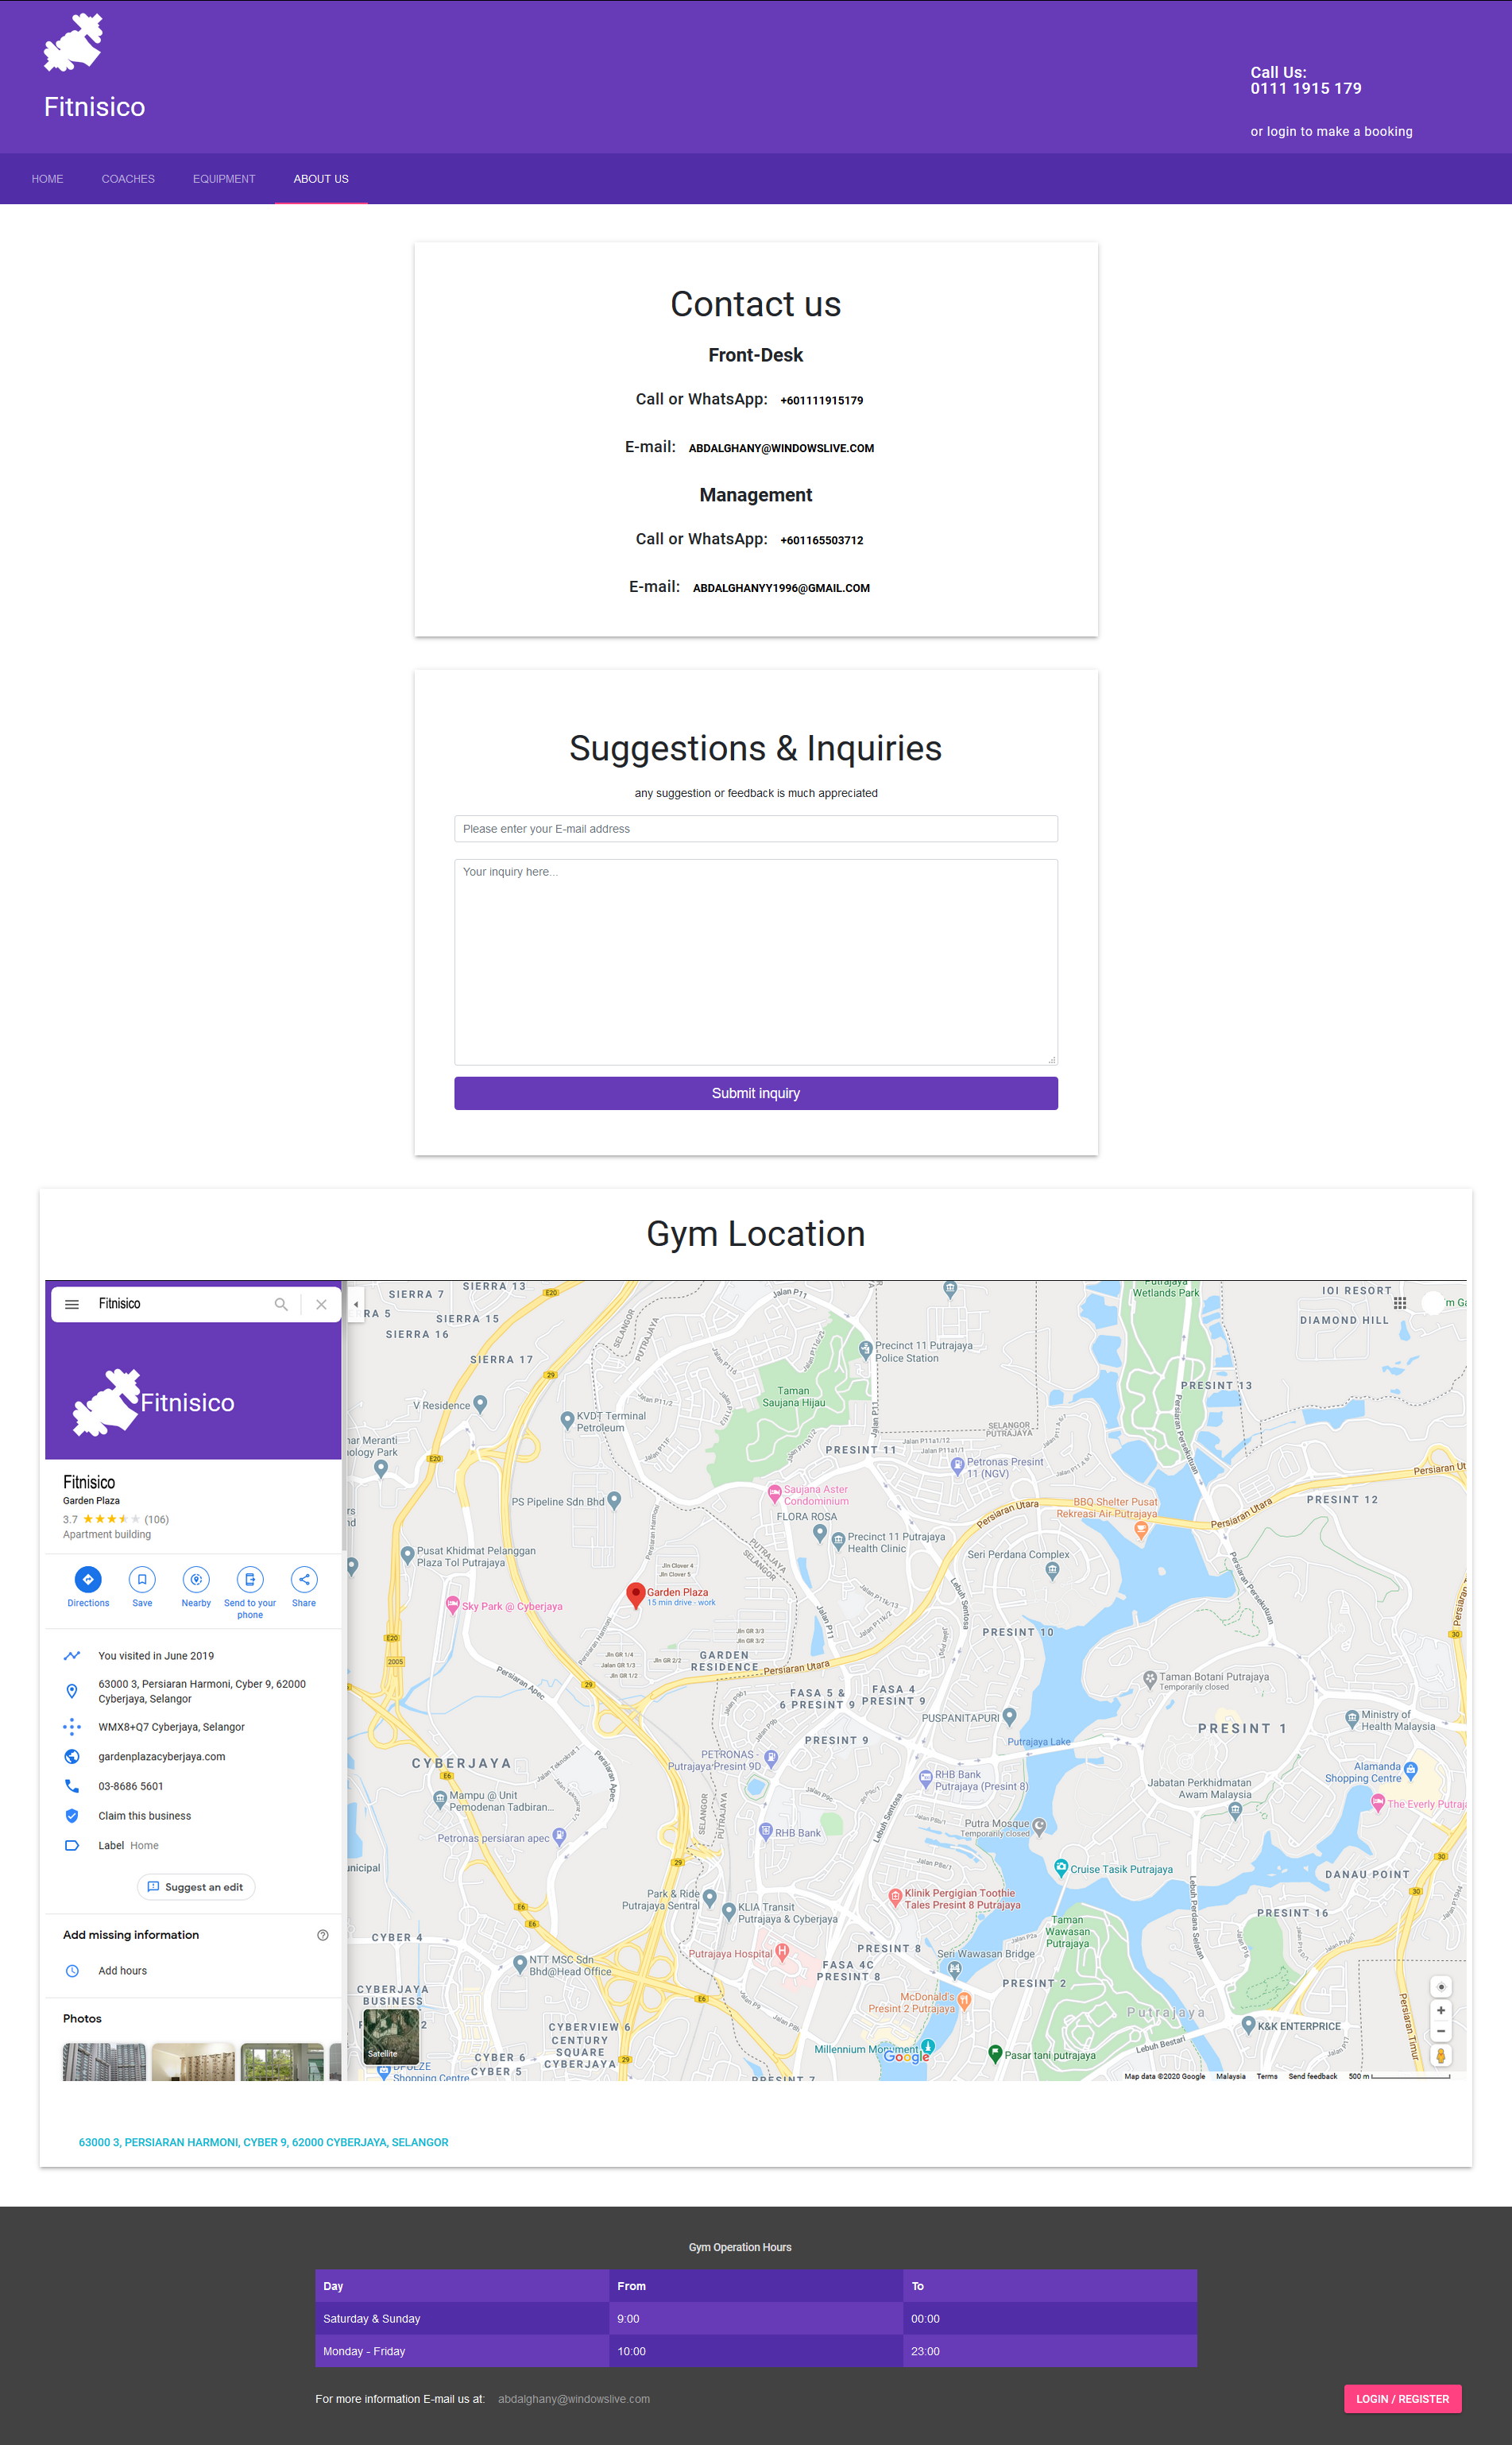 Fitnisico
Call Us:
0111 1915 179
or login to make a booking
HOME
COACHES
EQUIPMENT
ABOUT US
Contact us
Front-Desk
Call or WhatsApp: +601111915179
E-mail: ABDALGHANY@WINDOWSLIVE.COM
Management
Call or WhatsApp: +601165503712
E-mail: ABDALGHANYY1996@GMAIL.COM
Suggestions & Inquiries
any suggestion or feedback is much appreciated
Please enter your E-mail address
Your inquiry here...
Submit inquiry
Gym Location
Fitnisico
Fitnisico
Fitnisico
Garden Plaza
3.7 (106)
Apartment building
Directions
Save
Nearby
Send to your
phone
Share
You visited in June 2019
63000 3, Persiaran Harmoni, Cyber 9, 62000
Cyberjaya, Selangor
WMX8+Q7 Cyberjaya, Selangor
gardenplazacyberjaya.com
03-8686 5601
Claim this business
Label Home
Suggest an edit
Add missing information
Add hours
Photos
SIERRA 13
SIERRA 7
SIERRA 15
SIERRA 16
SIERRA 17
V Residence
KVDT Terminal
Petroleum
PS Pipeline Sdn Bhd
Pusat Khidmat Pelanggan
Plaza Tol Putrajaya
Sky Park @ Cyberjaya
Garden Plaza
15 min drive - work
Precinct 11 Putrajaya
Police Station
Taman
Saujana Hijau
PRESINT 11
Saujana Aster
Condominium
FLORA ROSA
Precinct 11 Putrajaya
Health Clinic
Petronas Presint
11 (NGV)
Wetlands Park
IOI RESORT
DIAMOND HILL
PRESINT 13
BBQ Shelter Pusat
Rekreasi Air Putrajaya
PRESINT 12
Seri Perdana Complex
PRESINT 10
GARDEN
RESIDENCE
Persiaran Utara
FASA 5 &
6 PRESINT 9
FASA 4
PRESINT 9
PUSPANITAPURI
PRESINT 9
Taman Botani Putrajaya
Temporarily closed
Putrajaya Lake
PRESINT 1
Ministry of
Health Malaysia
Alamanda
Shopping Centre
Jabatan Perkhidmatan
Awam Malaysia
CYBERJAYA
Mampu @ Unit
Pemodenan Tadbiran...
Petronas persiaran apec
PETRONAS -
Putrajaya Presint 9D
RHB Bank
Putrajaya (Presint 8)
RHB Bank
Putra Mosque
Temporarily closed
Cruise Tasik Putrajaya
DANAU POINT
Park & Ride
Putrajaya Sentral
KLIA Transit
Putrajaya & Cyberjaya
Klinik Pergigian Toothie
Tales Presint 8 Putrajaya
Taman
Wawasan
Putrajaya
PRESINT 16
CYBER 4
NTT MSC Sdn
Bhd@Head Office
Putrajaya Hospital
PRESINT 8
FASA 4C
PRESINT 8
Seri Wawasan Bridge
PRESINT 2
McDonald's
Presint 2 Putrajaya
Putrajaya
K&K ENTERPRICE
CYBERJAYA
BUSINESS
Satellite
CYBERVIEW 6
CENTURY
SQUARE
CYBERJAYA
CYBER 6
CYBER 5
Shopping Centre
Millennium Monument
Google
Pasar tani putrajaya
Lebuh Bestari
Map data ©2020 Google Malaysia Terms Send feedback 500 m
63000 3, PERSIARAN HARMONI, CYBER 9, 62000 CYBERJAYA, SELANGOR
Gym Operation Hours
Day From To
Saturday & Sunday 9:00 00:00
Monday - Friday 10:00 23:00
For more information E-mail us at: abdalghany@windowslive.com
LOGIN / REGISTER